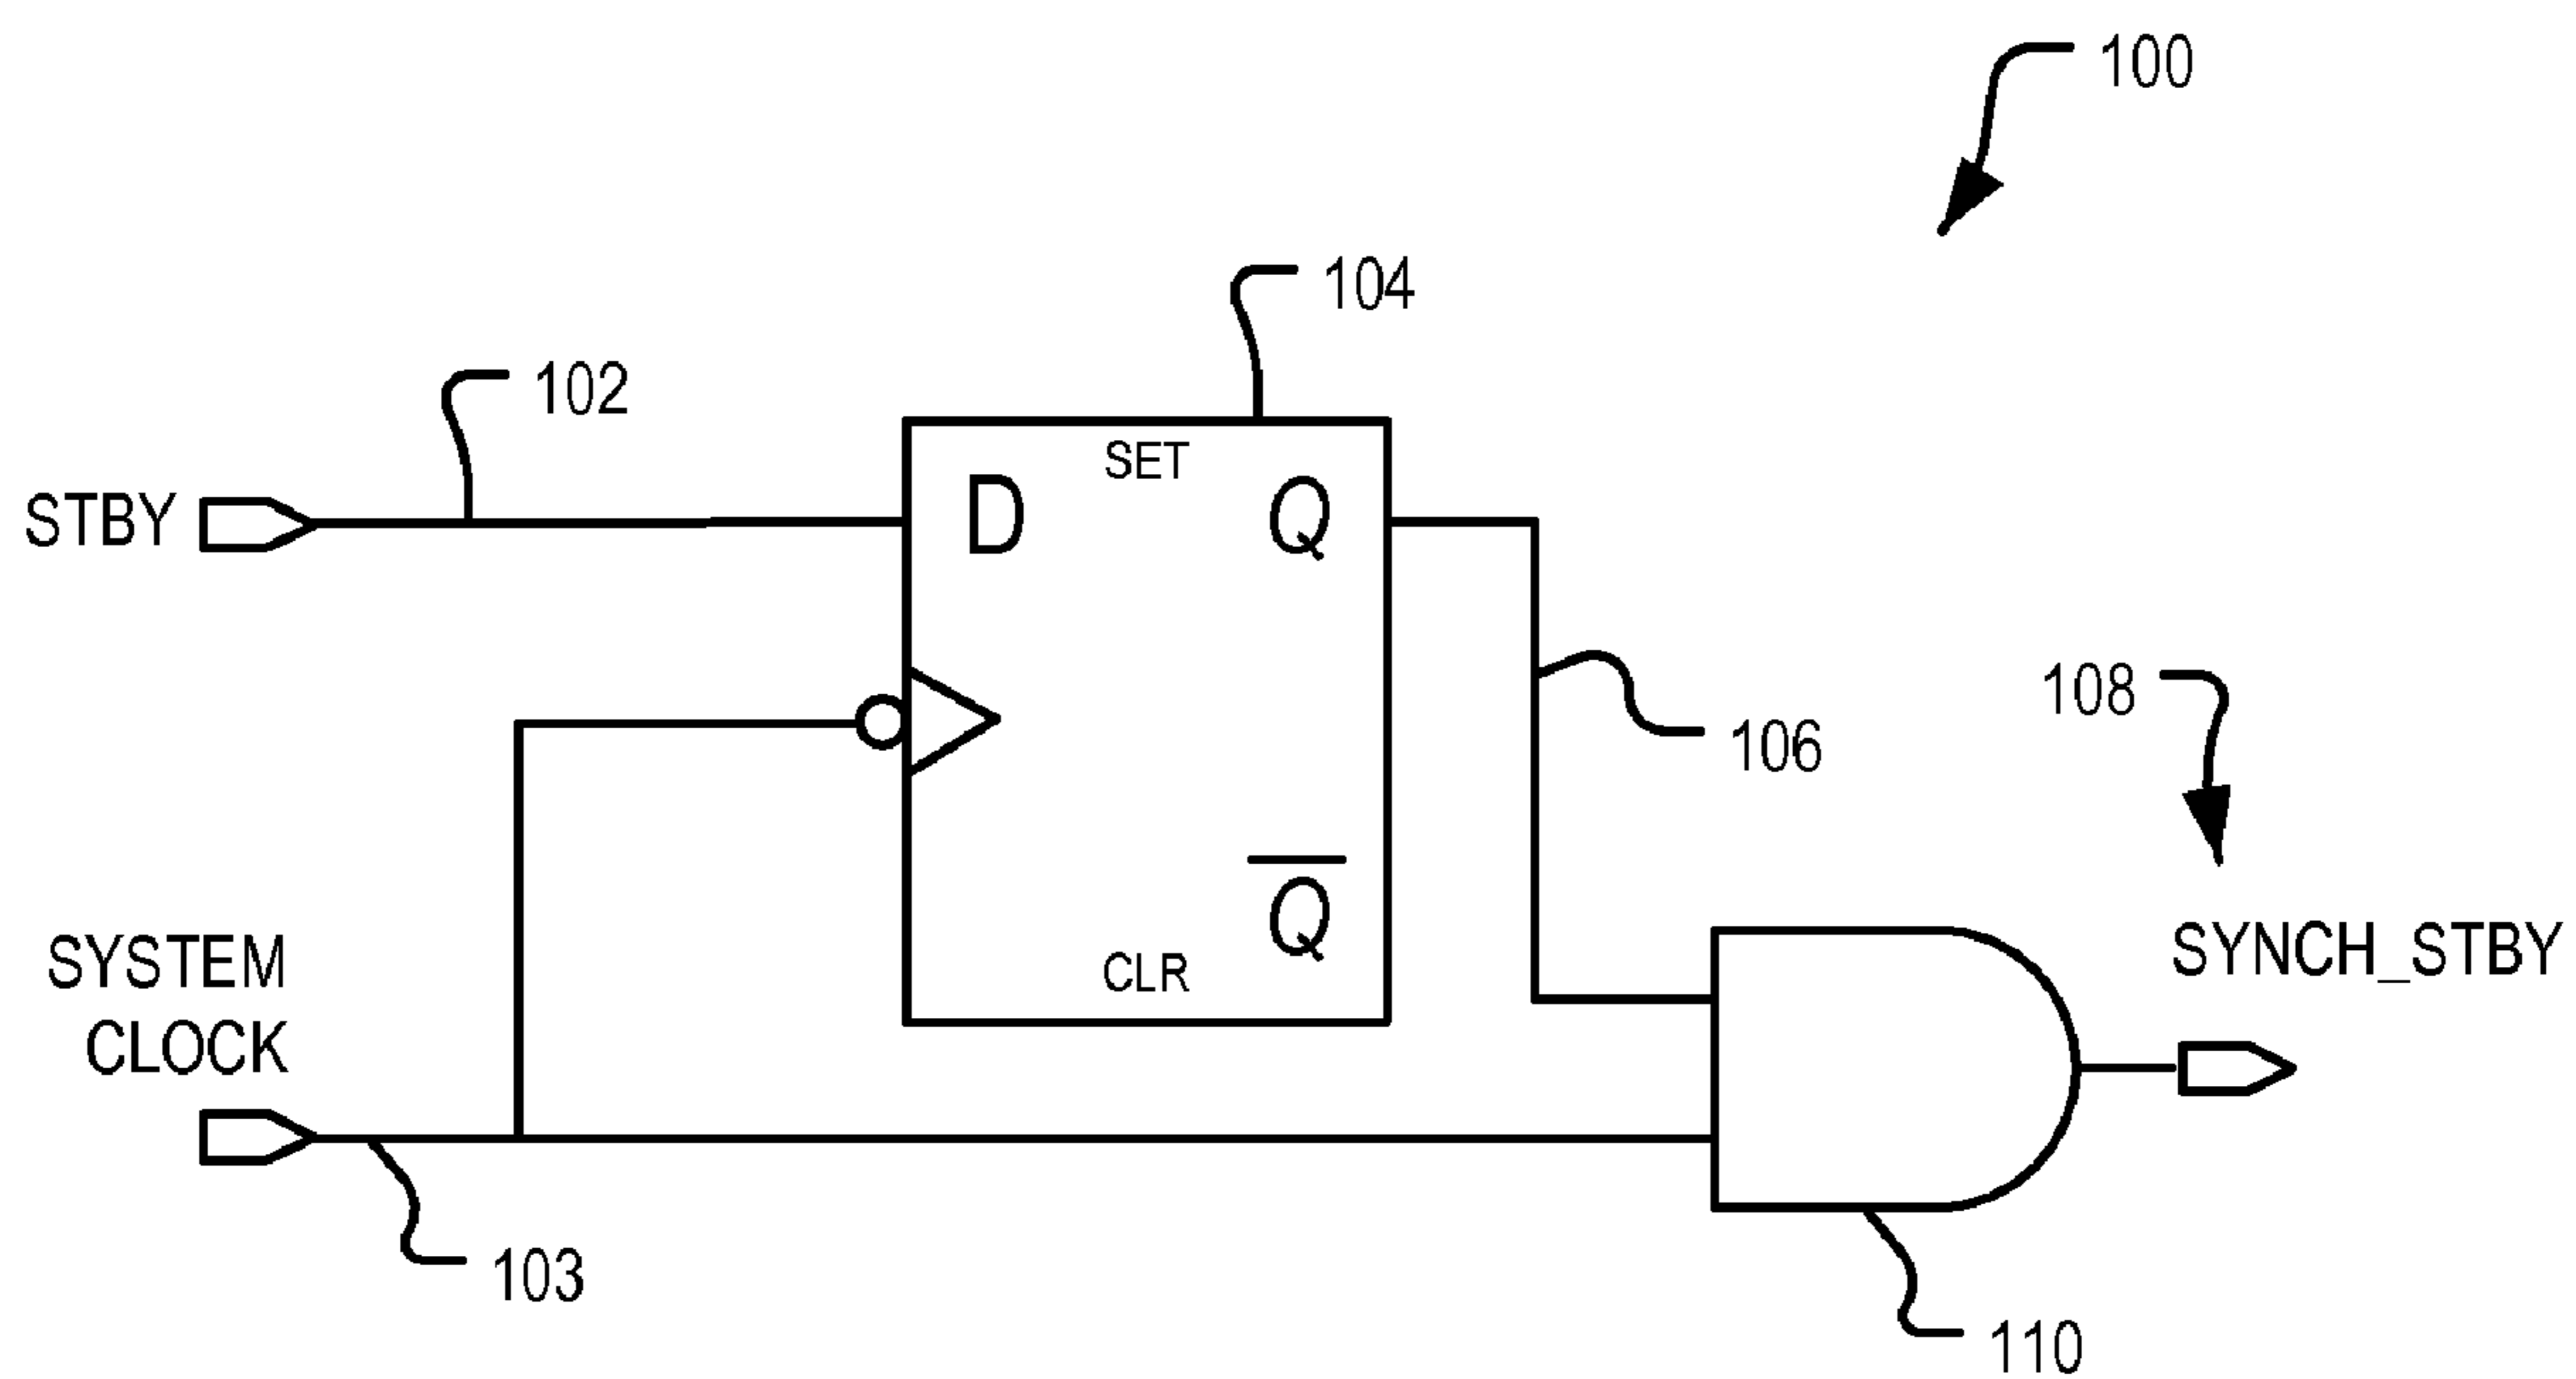 100
104
102
SET
D
Q
STBY
106
108
Q
CLR
SYSTEM
CLOCK
SYNCH_STBY
103
110